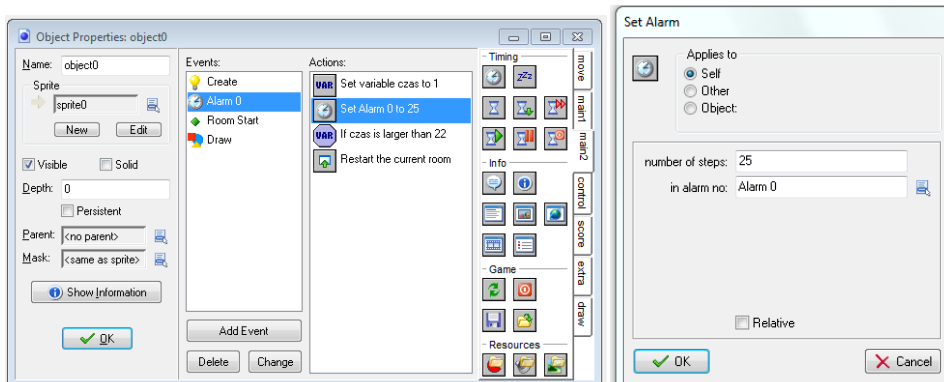 Object Properties: object0
Name: object0
Sprite
sprite0
New Edit
Visible Solid
Depth: 0
Persistent
Parent: <no parent>
Mask: <same as sprite>
Show Information
OK
Events:
Create
Alarm 0
Room Start
Draw
Add Event
Delete Change
Actions:
VAR Set variable czas to 1
Set Alarm 0 to 25
VAR If czas is larger than 22
Restart the current room
Timing
zzz
Info
Game
Resources
move
main1
main2
control
score
extra
draw
Set Alarm
Applies to
Self
Other
Object:
number of steps: 25
in alarm no: Alarm 0
Relative
OK Cancel